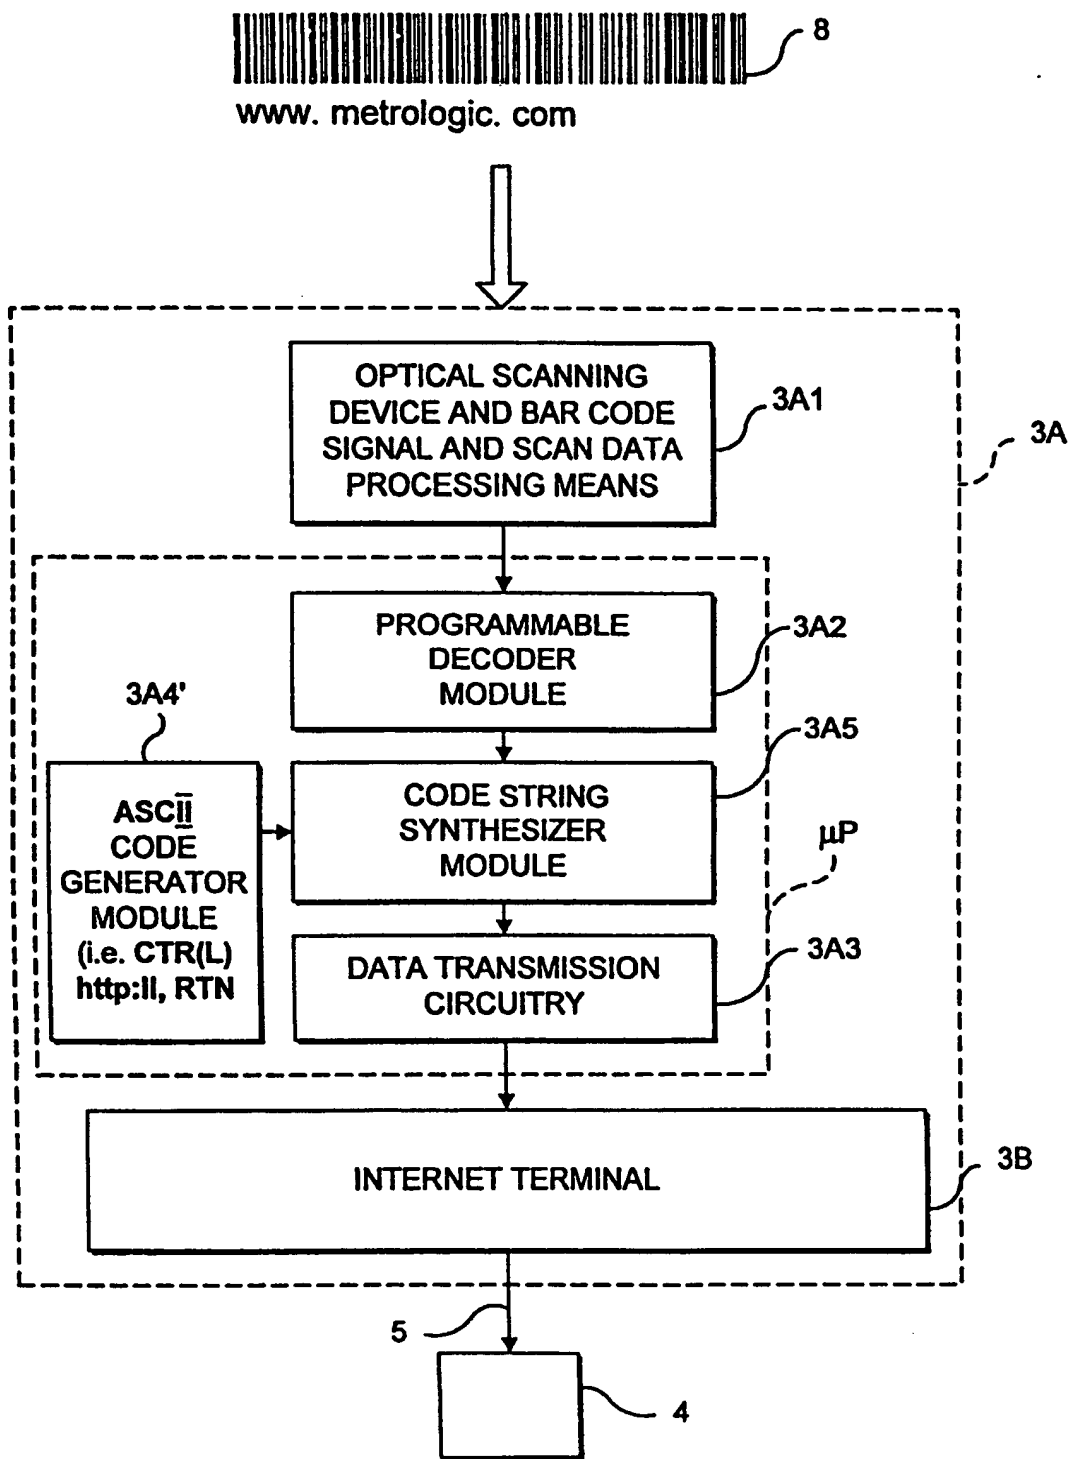 8
www. metrologic. com
OPTICAL SCANNING
DEVICE AND BAR CODE
SIGNAL AND SCAN DATA
PROCESSING MEANS
3A1
3A
PROGRAMMABLE
DECODER
MODULE
3A2
3A4'
ASCII
CODE
GENERATOR
MODULE
(i.e. CTR(L)
http:II, RTN
CODE STRING
SYNTHESIZER
MODULE
3A5
μP
DATA TRANSMISSION
CIRCUITRY
3A3
INTERNET TERMINAL
3B
5
4